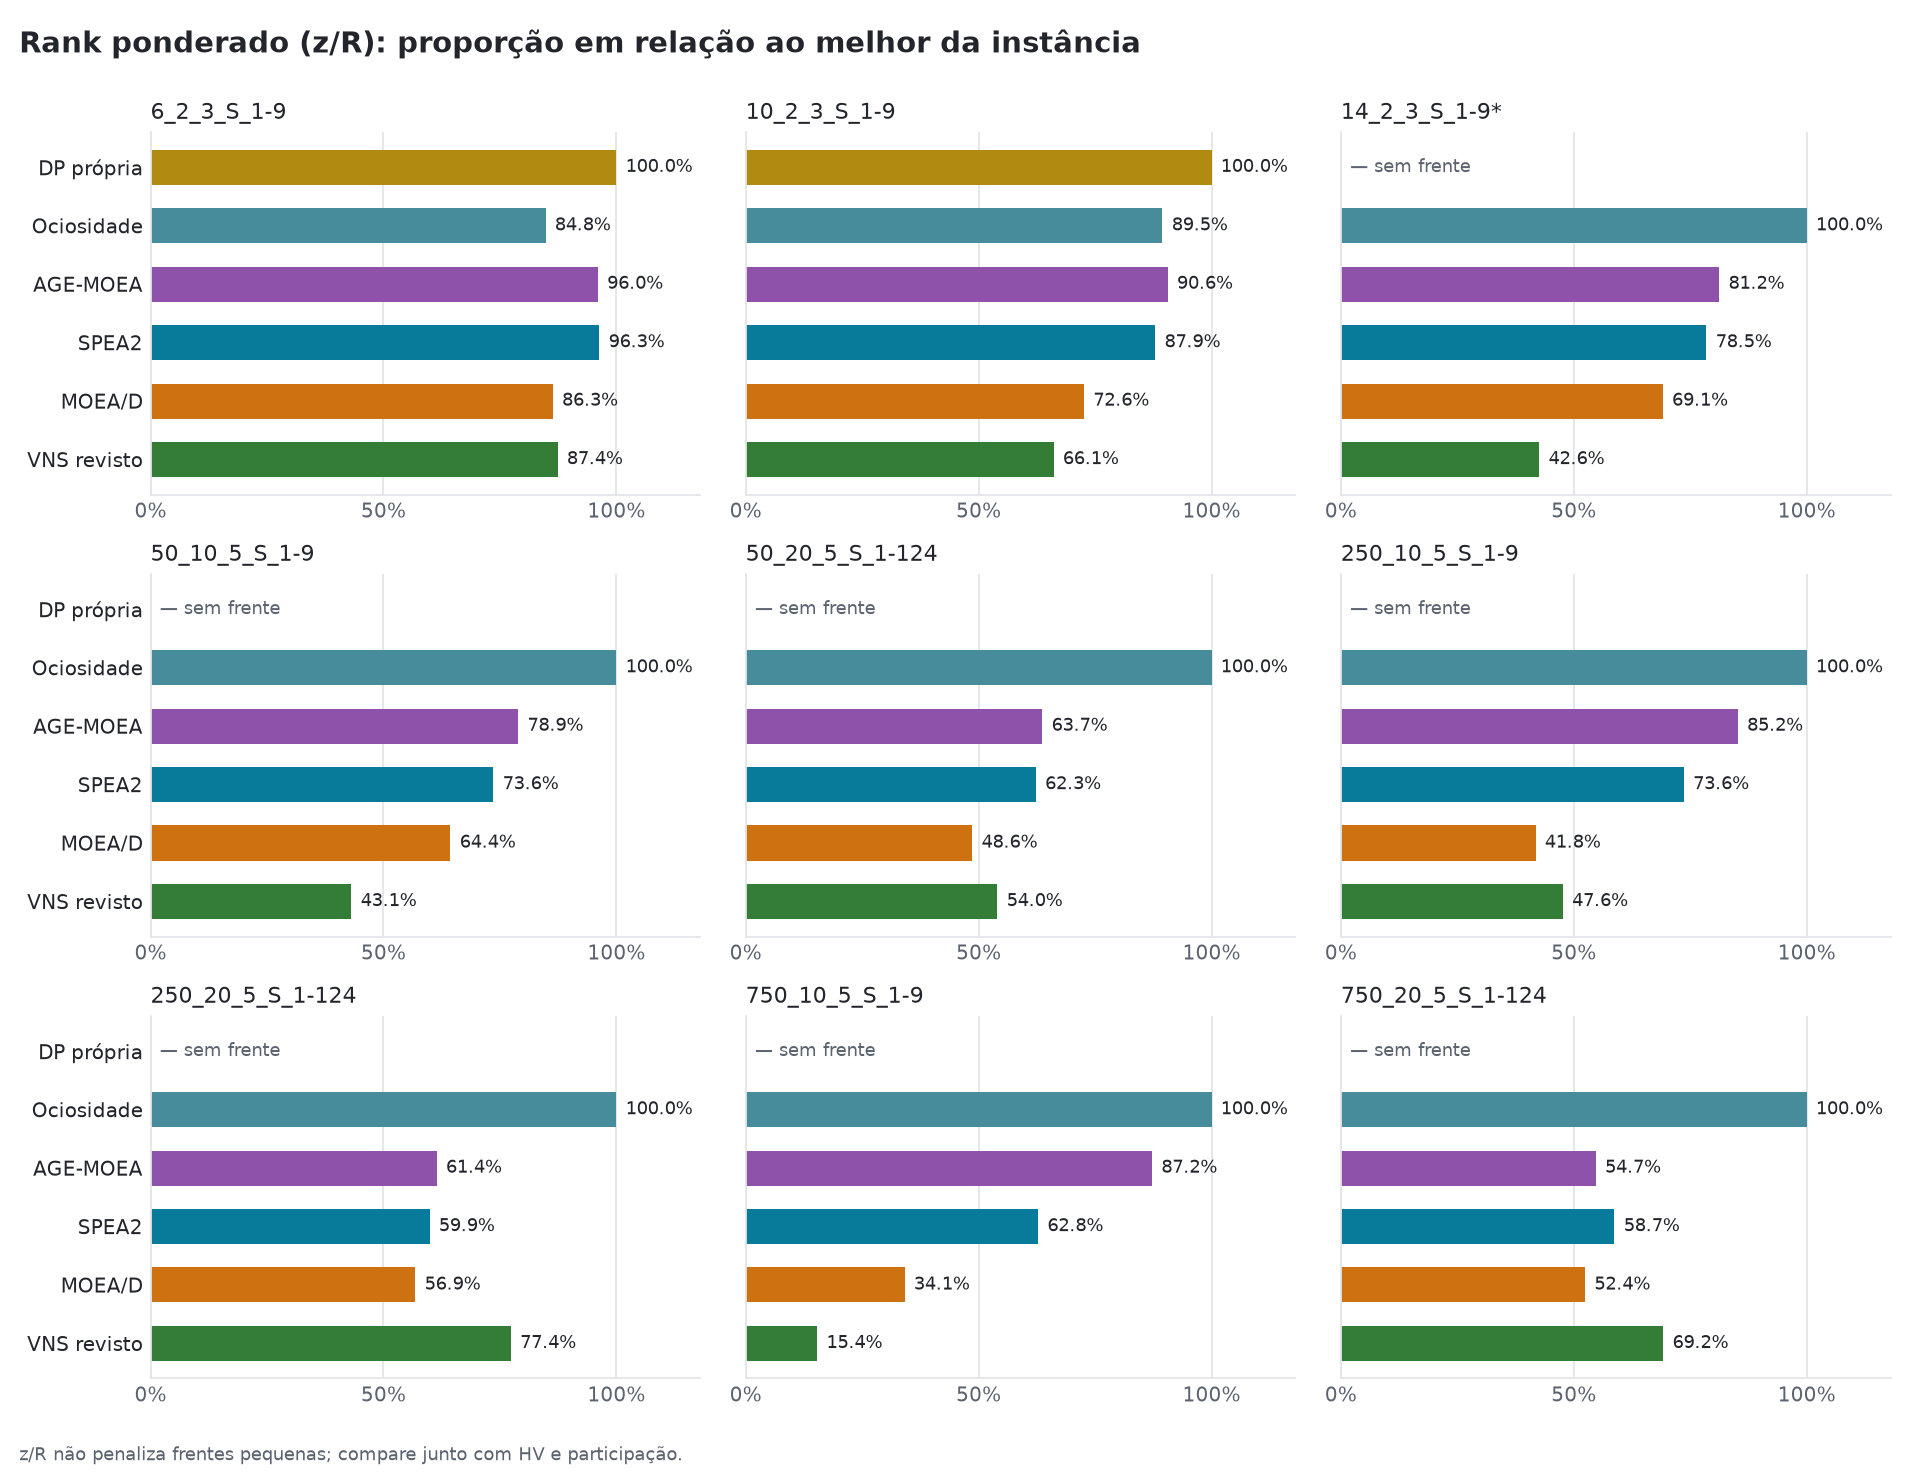 Rank ponderado (z/R): proporção em relação ao melhor da instância
6_2_3_S_1-9
DP própria 100.0%
Ociosidade 84.8%
AGE-MOEA 96.0%
SPEA2 96.3%
MOEA/D 86.3%
VNS revisto 87.4%
0% 50% 100%
10_2_3_S_1-9
100.0%
89.5%
90.6%
87.9%
72.6%
66.1%
0% 50% 100%
14_2_3_S_1-9*
— sem frente
100.0%
81.2%
78.5%
69.1%
42.6%
0% 50% 100%
50_10_5_S_1-9
DP própria — sem frente
Ociosidade 100.0%
AGE-MOEA 78.9%
SPEA2 73.6%
MOEA/D 64.4%
VNS revisto 43.1%
0% 50% 100%
50_20_5_S_1-124
— sem frente
100.0%
63.7%
62.3%
48.6%
54.0%
0% 50% 100%
250_10_5_S_1-9
— sem frente
100.0%
85.2%
73.6%
41.8%
47.6%
0% 50% 100%
250_20_5_S_1-124
DP própria — sem frente
Ociosidade 100.0%
AGE-MOEA 61.4%
SPEA2 59.9%
MOEA/D 56.9%
VNS revisto 77.4%
0% 50% 100%
750_10_5_S_1-9
— sem frente
100.0%
87.2%
62.8%
34.1%
15.4%
0% 50% 100%
750_20_5_S_1-124
— sem frente
100.0%
54.7%
58.7%
52.4%
69.2%
0% 50% 100%
z/R não penaliza frentes pequenas; compare junto com HV e participação.